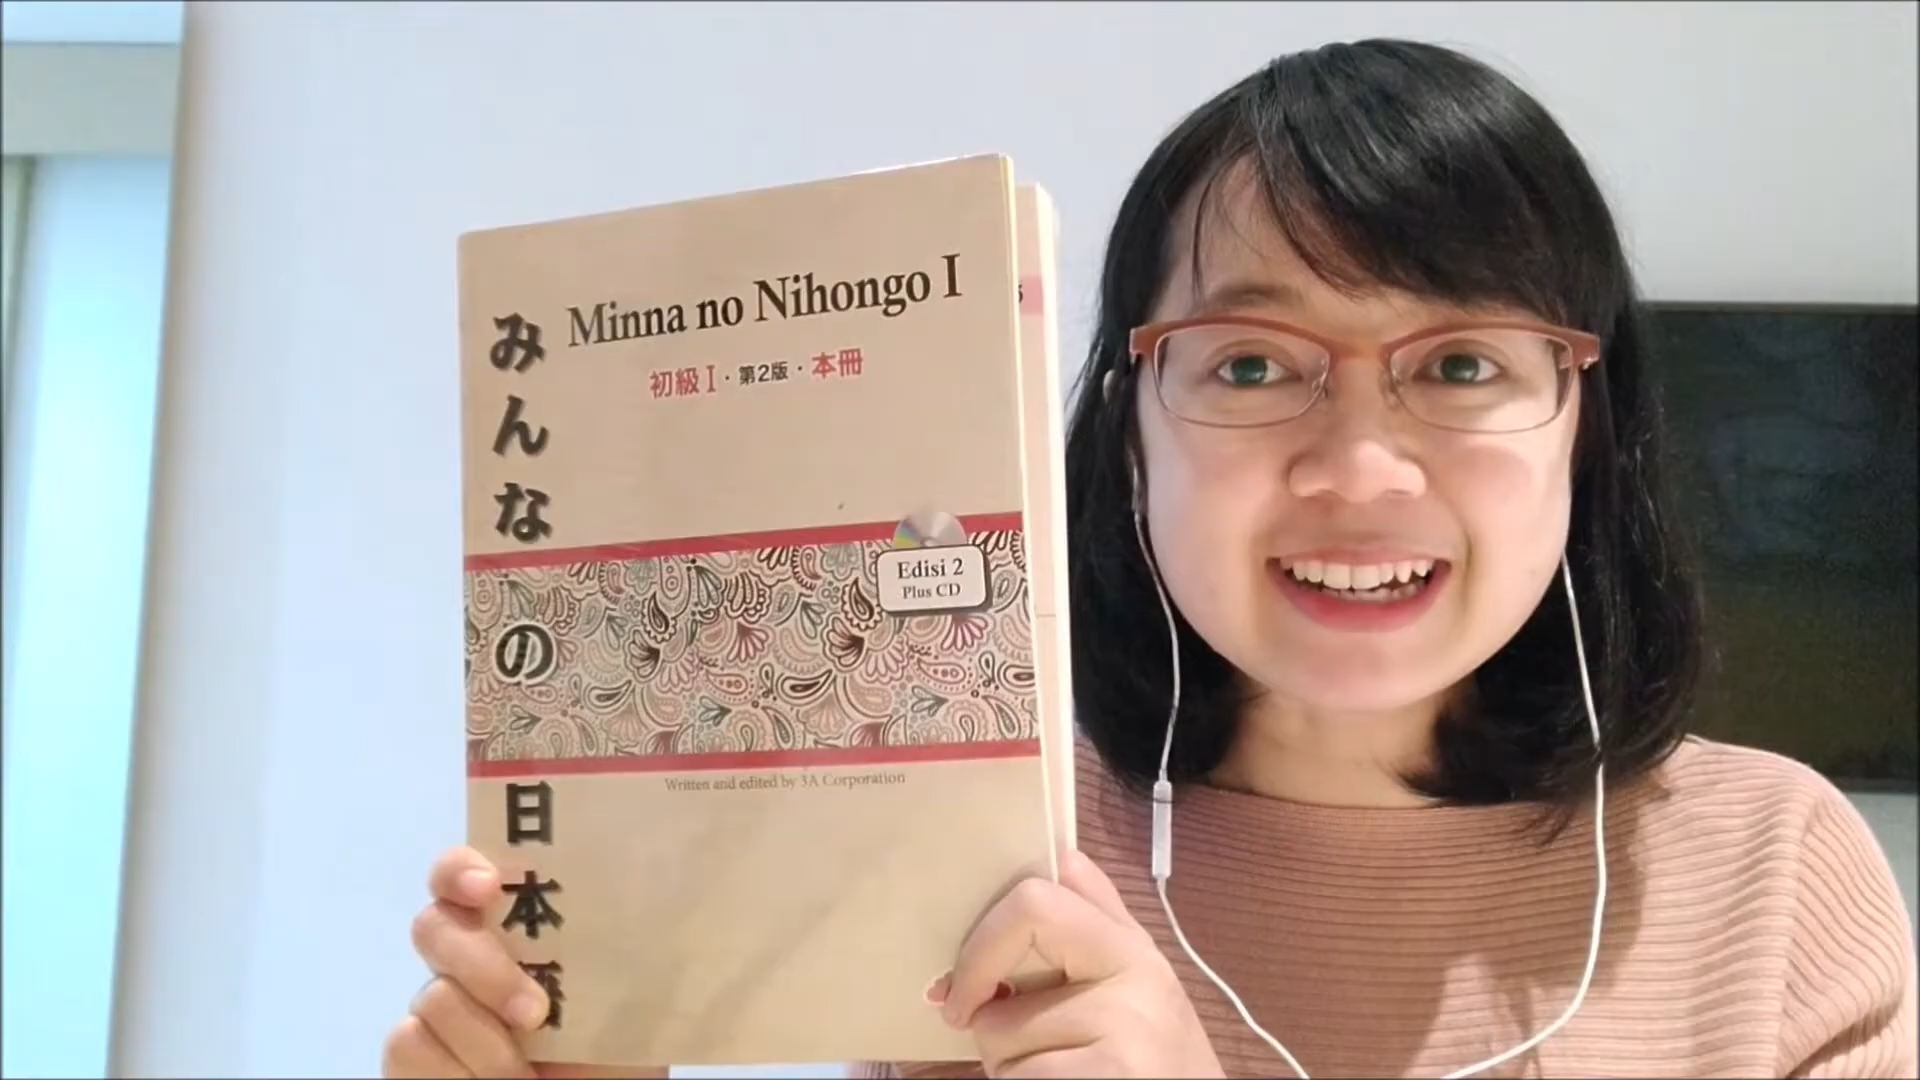 Minna no Nihongo I
初級 I・第2版・本冊
みんなの日本語
Edisi 2
Plus CD
Written and edited by 3A Corporation